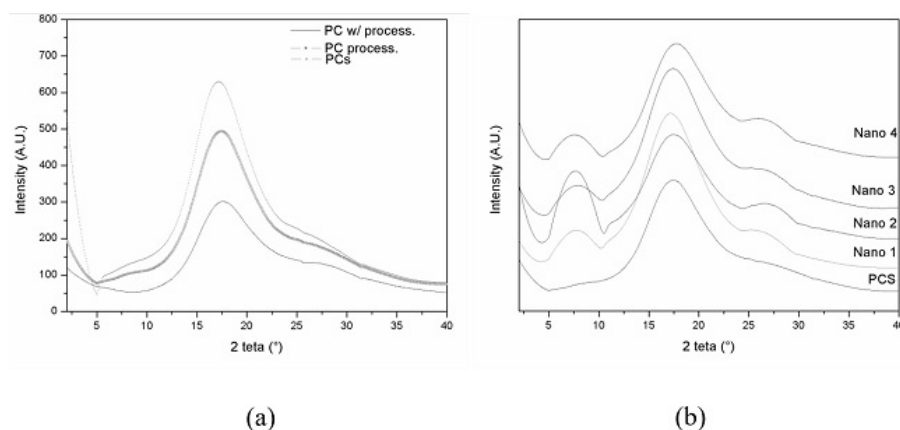 800
700
600
500
400
300
200
100
0
Intensity (A.U.)
PC w/ process.
PC process.
PCs
5 10 15 20 25 30 35 40
2 teta (°)
(a)
Intensity (A.U.)
Nano 4
Nano 3
Nano 2
Nano 1
PCS
5 10 15 20 25 30 35 40
2 teta (°)
(b)